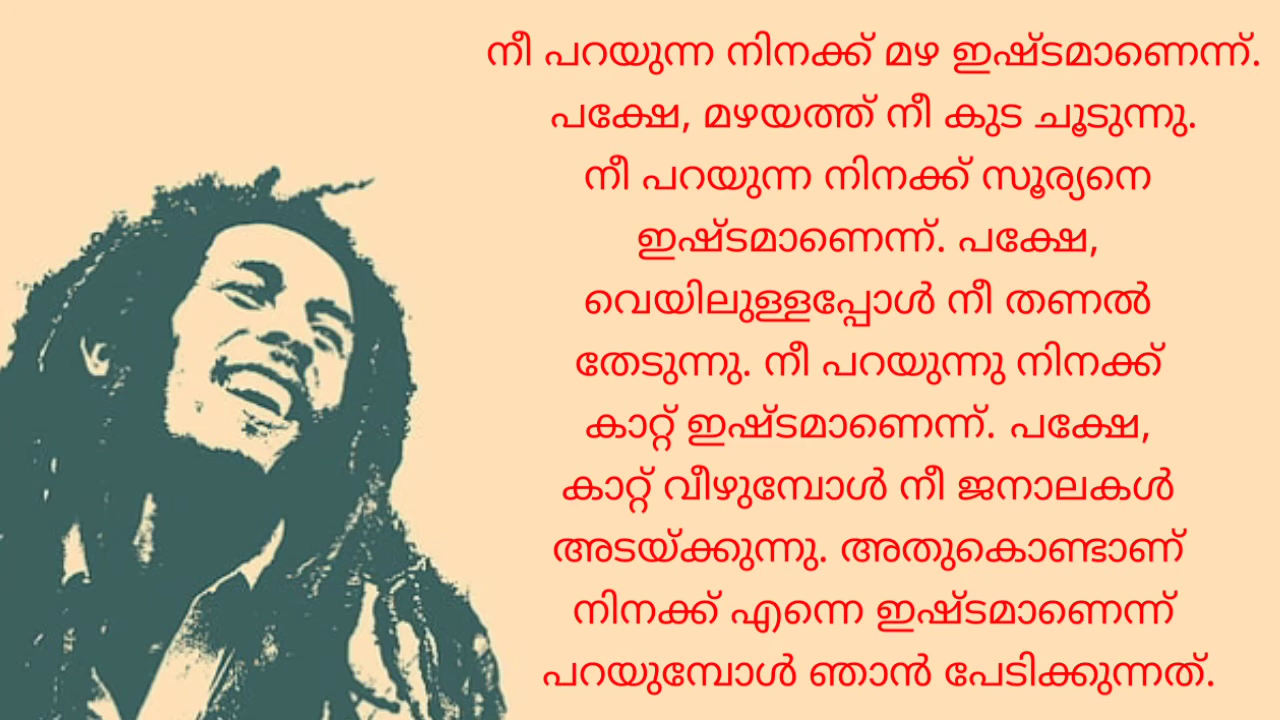 നീ പറയുന്ന നിനക്ക് മഴ ഇഷ്ടമാണെന്ന്.
പക്ഷേ, മഴയത്ത് നീ കുട ചൂടുന്നു.
നീ പറയുന്ന നിനക്ക് സൂര്യനെ
ഇഷ്ടമാണെന്ന്. പക്ഷേ,
വെയിലുള്ളപ്പോൾ നീ തണൽ
തേടുന്നു. നീ പറയുന്നു നിനക്ക്
കാറ്റ് ഇഷ്ടമാണെന്ന്. പക്ഷേ,
കാറ്റ് വീഴുമ്പോൾ നീ ജനാലകൾ
അടയ്ക്കുന്നു. അതുകൊണ്ടാണ്
നിനക്ക് എന്നെ ഇഷ്ടമാണെന്ന്
പറയുമ്പോൾ ഞാൻ പേടിക്കുന്നത്.